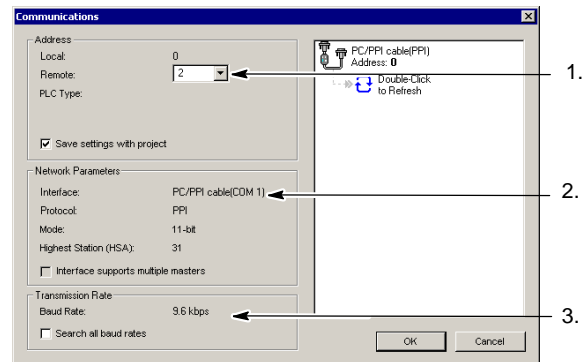 Communications
Address
Local: 0
Remote: 2
PLC Type:
Save settings with project
Network Parameters
Interface: PC/PPI cable(COM 1)
Protocol: PPI
Mode: 11-bit
Highest Station (HSA): 31
Interface supports multiple masters
Transmission Rate
Baud Rate: 9.6 kbps
Search all baud rates
PC/PPI cable(PPI)
Address: 0
Double-Click
to Refresh
OK Cancel
1.
2.
3.